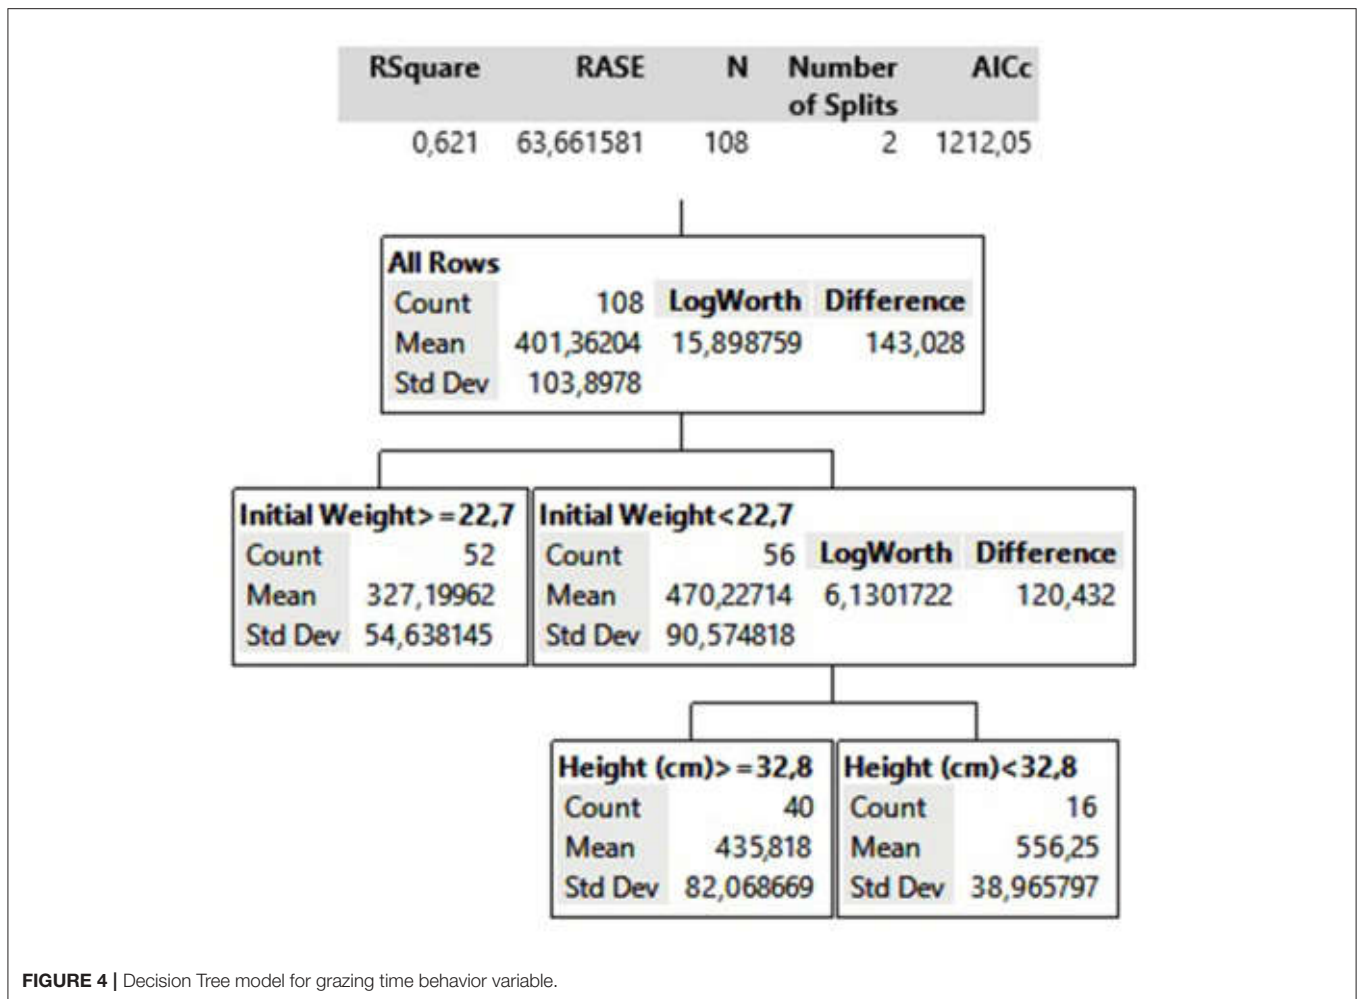 RSquare RASE N Number of Splits AICc
0,621 63,661581 108 2 1212,05
All Rows
Count 108 LogWorth Difference
Mean 401,36204 15,898759 143,028
Std Dev 103,8978
Initial Weight>=22,7
Count 52
Mean 327,19962
Std Dev 54,638145
Initial Weight<22,7
Count 56 LogWorth Difference
Mean 470,22714 6,1301722 120,432
Std Dev 90,574818
Height (cm)>=32,8
Count 40
Mean 435,818
Std Dev 82,068669
Height (cm)<32,8
Count 16
Mean 556,25
Std Dev 38,965797
FIGURE 4 | Decision Tree model for grazing time behavior variable.